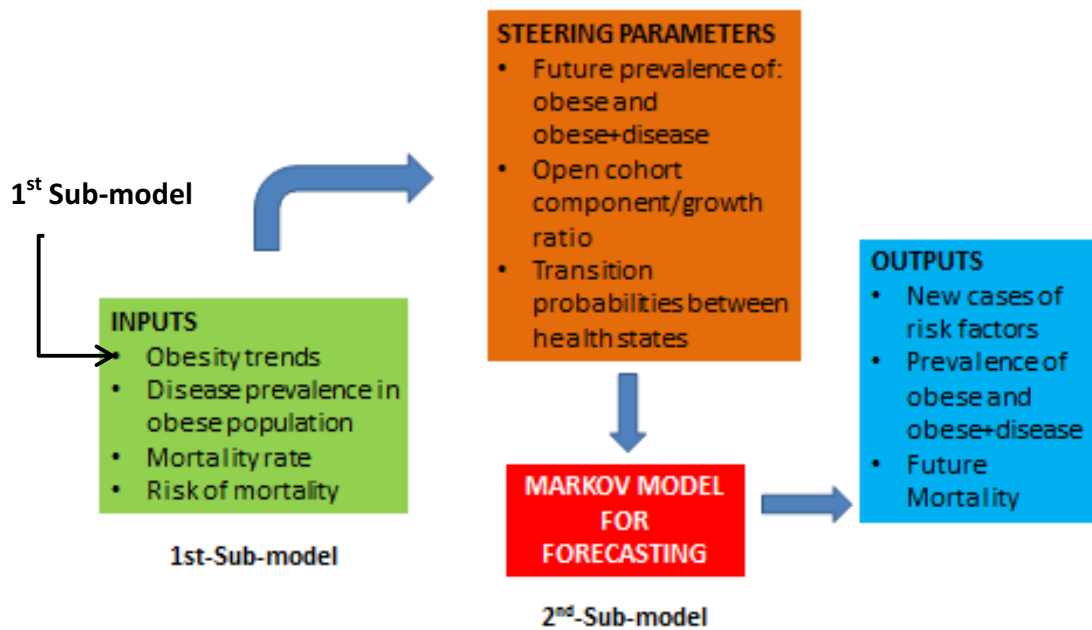 1st Sub-model
INPUTS
• Obesity trends
• Disease prevalence in
obese population
• Mortality rate
• Risk of mortality
1st-Sub-model
STEERING PARAMETERS
• Future prevalence of:
obese and
obese+disease
• Open cohort
component/growth
ratio
• Transition
probabilities between
health states
MARKOV MODEL
FOR
FORECASTING
2nd-Sub-model
OUTPUTS
• New cases of
risk factors
• Prevalence of
obese and
obese+disease
• Future
Mortality